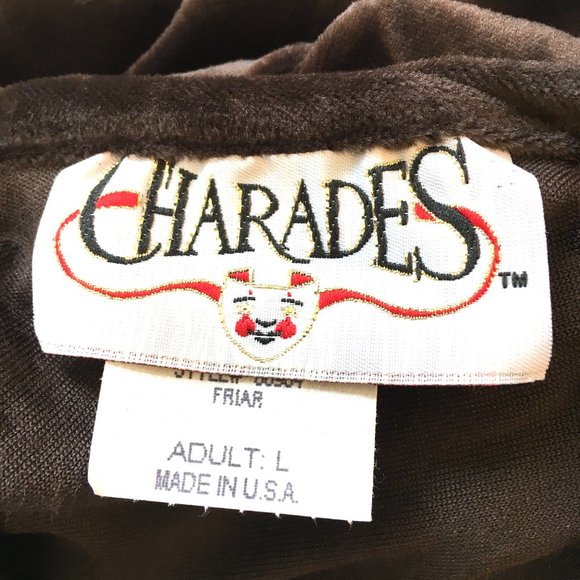 CHARADES
™
FRIAR
ADULT: L
MADE IN U.S.A.